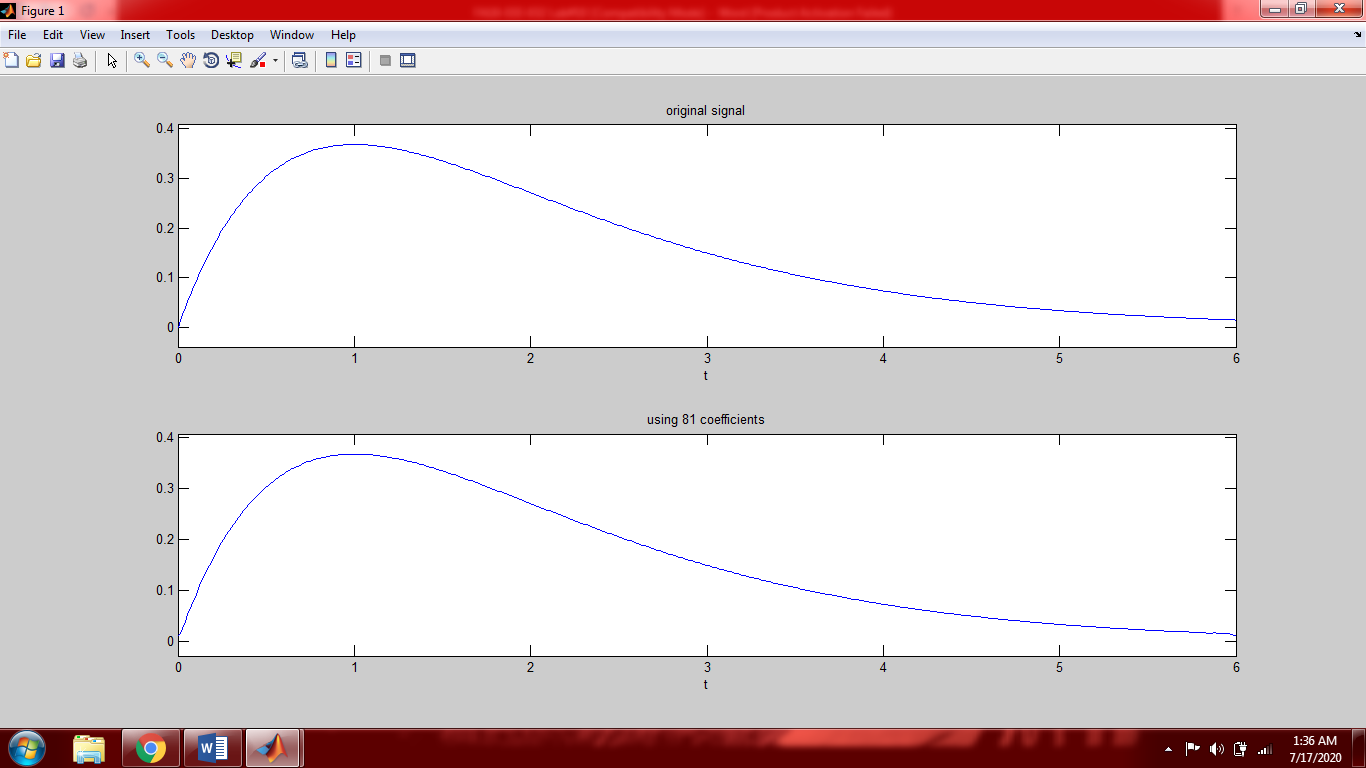 Figure 1
File Edit View Insert Tools Desktop Window Help
original signal
0.4
0.3
0.2
0.1
0
0 1 2 3 4 5 6
t
using 81 coefficients
0.4
0.3
0.2
0.1
0
0 1 2 3 4 5 6
t
1:36 AM
7/17/2020